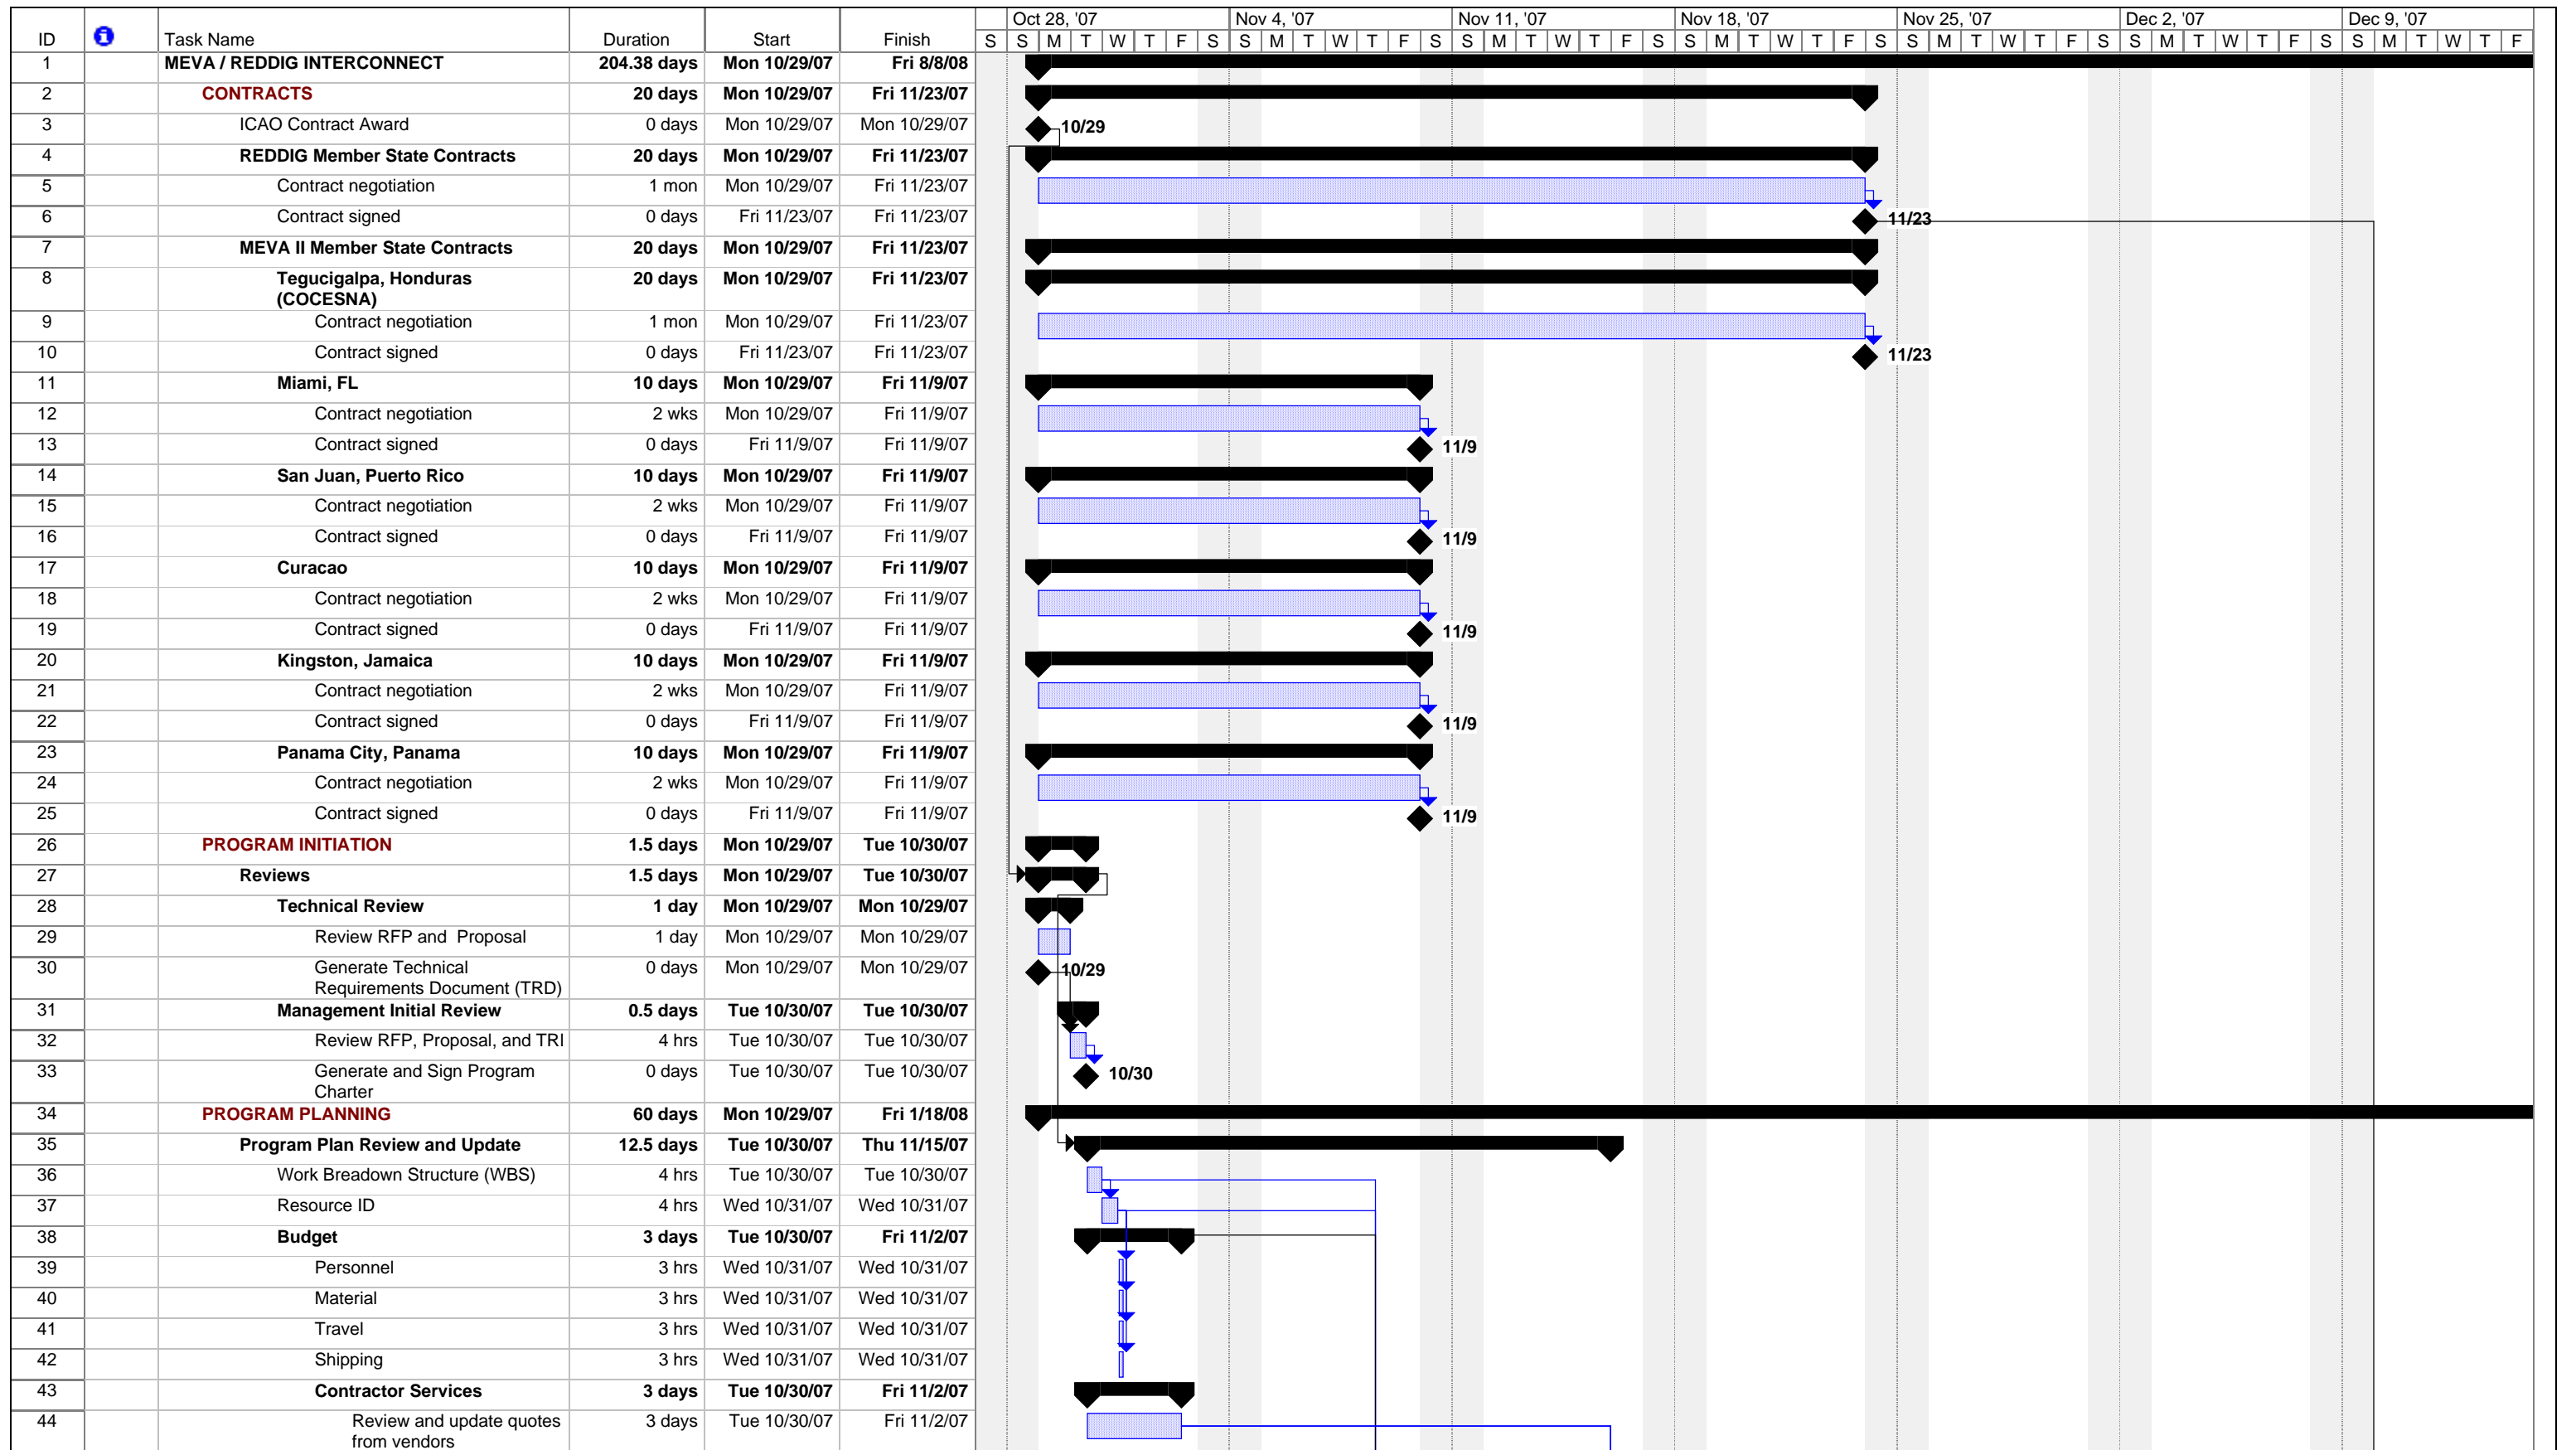 Oct 28, '07 Nov 4, '07 Nov 11, '07 Nov 18, '07 Nov 25, '07 Dec 2, '07 Dec 9, '07
ID i Task Name Duration Start Finish S S M T W T F S S M T W T F S S M T W T F S S M T W T F S S M T W T F S S M T W T F S S M T W T F
1 MEVA / REDDIG INTERCONNECT 204.38 days Mon 10/29/07 Fri 8/8/08
2 CONTRACTS 20 days Mon 10/29/07 Fri 11/23/07
3 ICAO Contract Award 0 days Mon 10/29/07 Mon 10/29/07 10/29
4 REDDIG Member State Contracts 20 days Mon 10/29/07 Fri 11/23/07
5 Contract negotiation 1 mon Mon 10/29/07 Fri 11/23/07
6 Contract signed 0 days Fri 11/23/07 Fri 11/23/07 11/23
7 MEVA II Member State Contracts 20 days Mon 10/29/07 Fri 11/23/07
8 Tegucigalpa, Honduras 20 days Mon 10/29/07 Fri 11/23/07
(COCESNA)
9 Contract negotiation 1 mon Mon 10/29/07 Fri 11/23/07
10 Contract signed 0 days Fri 11/23/07 Fri 11/23/07 11/23
11 Miami, FL 10 days Mon 10/29/07 Fri 11/9/07
12 Contract negotiation 2 wks Mon 10/29/07 Fri 11/9/07
13 Contract signed 0 days Fri 11/9/07 Fri 11/9/07 11/9
14 San Juan, Puerto Rico 10 days Mon 10/29/07 Fri 11/9/07
15 Contract negotiation 2 wks Mon 10/29/07 Fri 11/9/07
16 Contract signed 0 days Fri 11/9/07 Fri 11/9/07 11/9
17 Curacao 10 days Mon 10/29/07 Fri 11/9/07
18 Contract negotiation 2 wks Mon 10/29/07 Fri 11/9/07
19 Contract signed 0 days Fri 11/9/07 Fri 11/9/07 11/9
20 Kingston, Jamaica 10 days Mon 10/29/07 Fri 11/9/07
21 Contract negotiation 2 wks Mon 10/29/07 Fri 11/9/07
22 Contract signed 0 days Fri 11/9/07 Fri 11/9/07 11/9
23 Panama City, Panama 10 days Mon 10/29/07 Fri 11/9/07
24 Contract negotiation 2 wks Mon 10/29/07 Fri 11/9/07
25 Contract signed 0 days Fri 11/9/07 Fri 11/9/07 11/9
26 PROGRAM INITIATION 1.5 days Mon 10/29/07 Tue 10/30/07
27 Reviews 1.5 days Mon 10/29/07 Tue 10/30/07
28 Technical Review 1 day Mon 10/29/07 Mon 10/29/07
29 Review RFP and Proposal 1 day Mon 10/29/07 Mon 10/29/07
30 Generate Technical 0 days Mon 10/29/07 Mon 10/29/07 10/29
Requirements Document (TRD)
31 Management Initial Review 0.5 days Tue 10/30/07 Tue 10/30/07
32 Review RFP, Proposal, and TRI 4 hrs Tue 10/30/07 Tue 10/30/07
33 Generate and Sign Program 0 days Tue 10/30/07 Tue 10/30/07 10/30
Charter
34 PROGRAM PLANNING 60 days Mon 10/29/07 Fri 1/18/08
35 Program Plan Review and Update 12.5 days Tue 10/30/07 Thu 11/15/07
36 Work Breadown Structure (WBS) 4 hrs Tue 10/30/07 Tue 10/30/07
37 Resource ID 4 hrs Wed 10/31/07 Wed 10/31/07
38 Budget 3 days Tue 10/30/07 Fri 11/2/07
39 Personnel 3 hrs Wed 10/31/07 Wed 10/31/07
40 Material 3 hrs Wed 10/31/07 Wed 10/31/07
41 Travel 3 hrs Wed 10/31/07 Wed 10/31/07
42 Shipping 3 hrs Wed 10/31/07 Wed 10/31/07
43 Contractor Services 3 days Tue 10/30/07 Fri 11/2/07
44 Review and update quotes 3 days Tue 10/30/07 Fri 11/2/07
from vendors